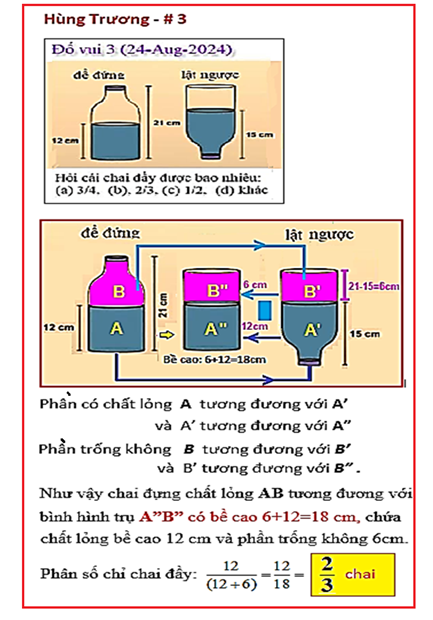 Hùng Trương - # 3
Đố vui 3 (24-Aug-2024)
để đứng lật ngược
12 cm 21 cm 15 cm
Hỏi cái chai đầy được bao nhiêu:
(a) 3/4, (b). 2/3, (c) 1/2, (d) khác
để đứng lật ngược
B B" 6 cm B' 21-15=6cm
12 cm A 21 cm A" 12cm A' 15 cm
Bề cao: 6+12=18cm
Phần có chất lỏng A tương đương với A’
và A’ tương đương với A”
Phần trống không B tương đương với B’
và B’ tương đương với B” .
Như vậy chai đựng chất lỏng AB tương đương với
bình hình trụ A”B” có bề cao 6+12=18 cm, chứa
chất lỏng bề cao 12 cm và phần trống không 6cm.
Phân số chỉ chai đầy: 12/(12+6) = 12/18 = 2/3 chai